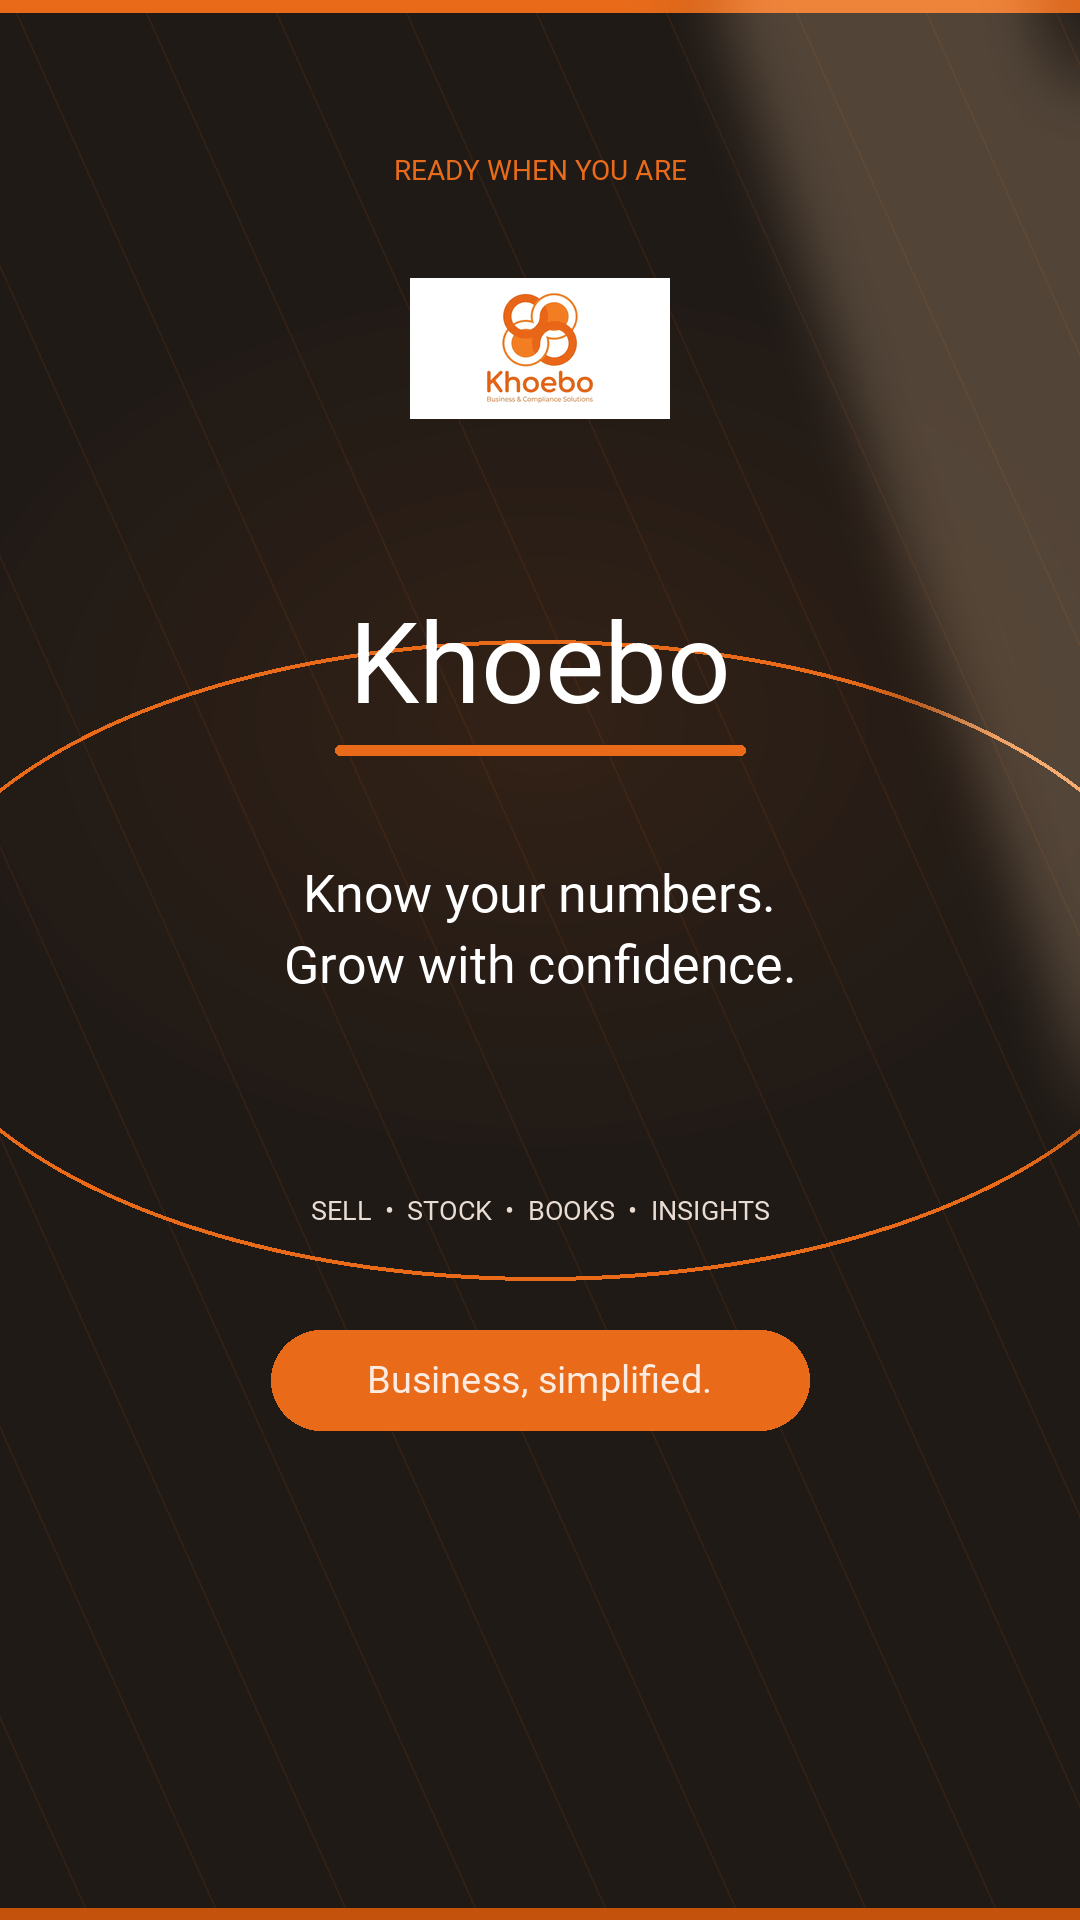 READY WHEN YOU ARE
Khoebo
Business & Compliance Solutions
Khoebo
Know your numbers.
Grow with confidence.
SELL • STOCK • BOOKS • INSIGHTS
Business, simplified.